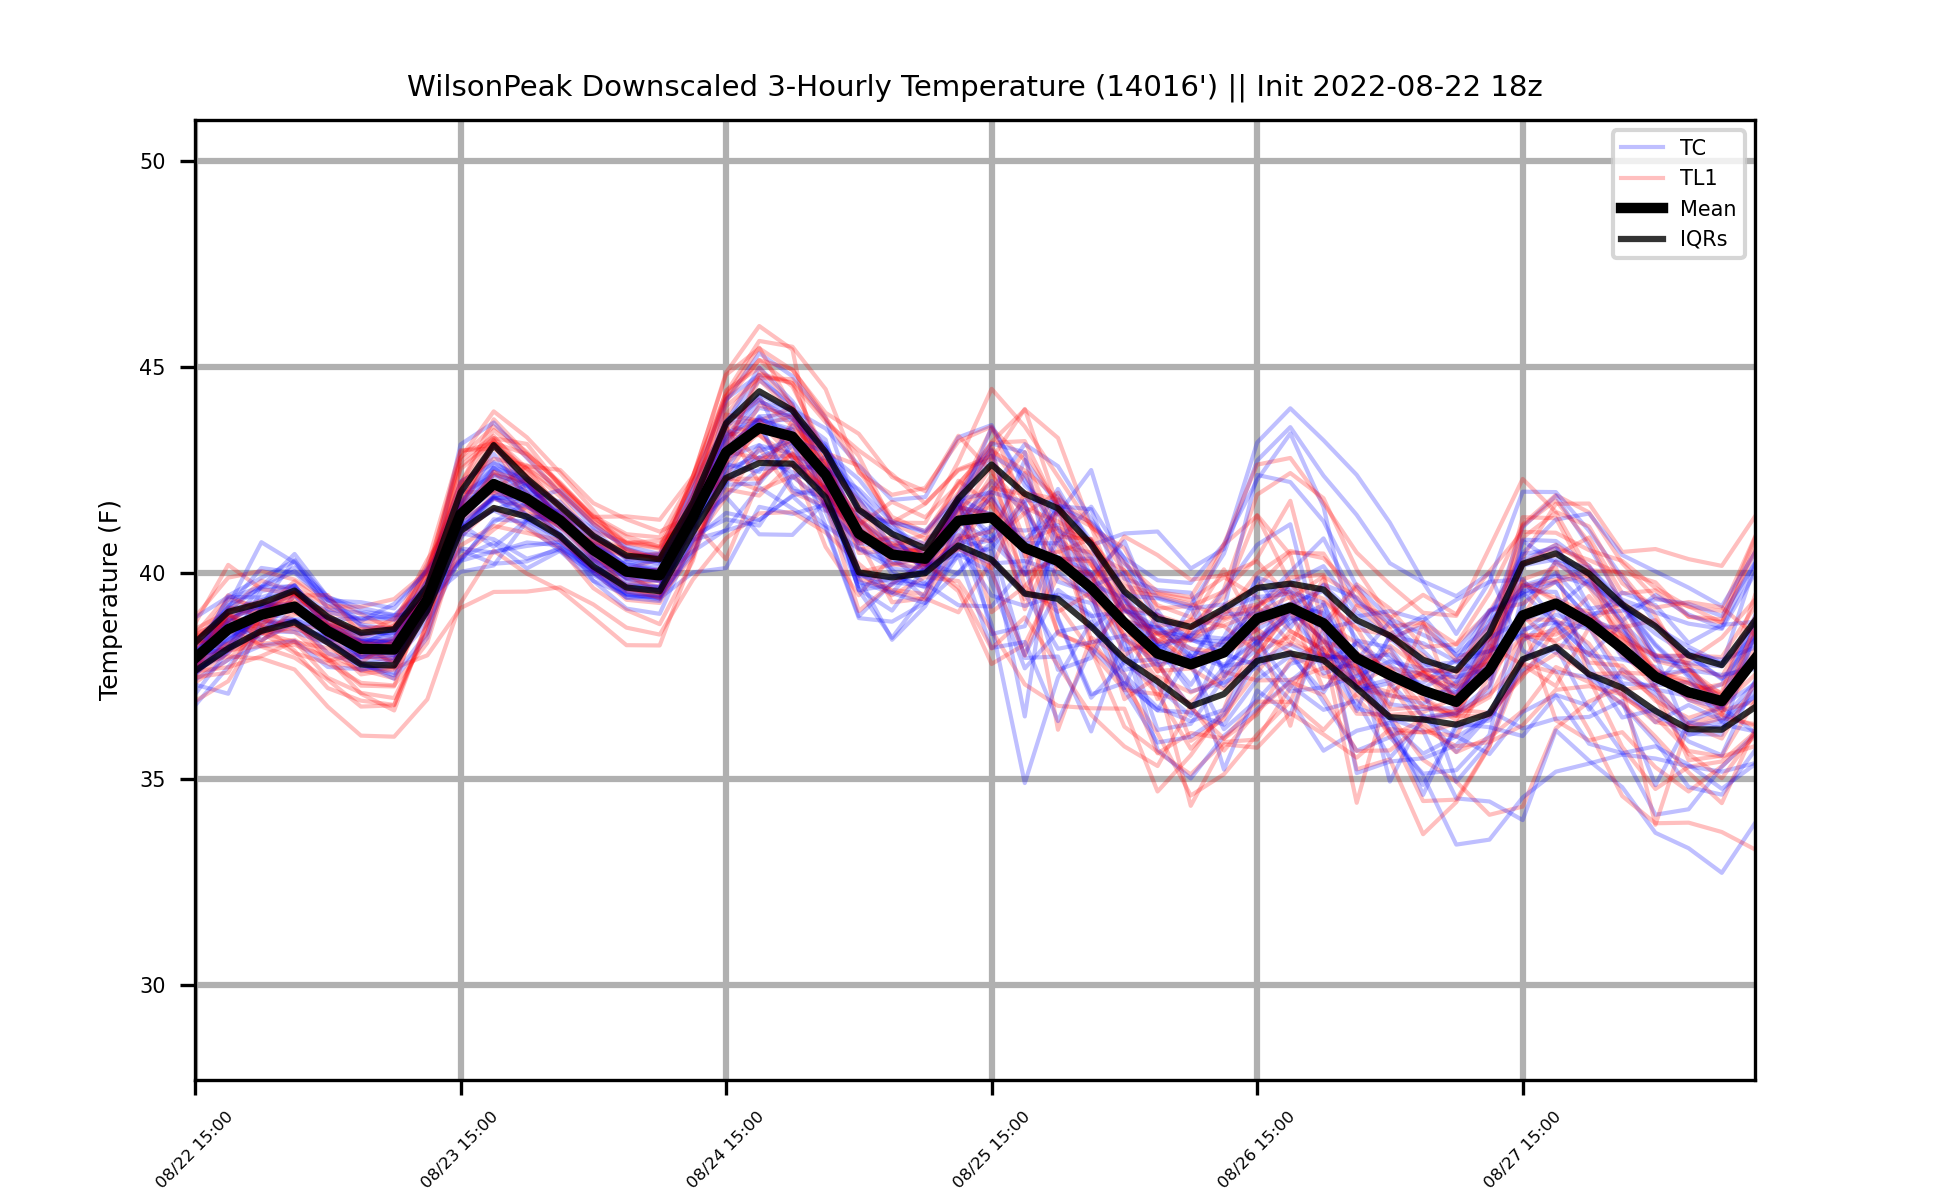 WilsonPeak Downscaled 3-Hourly Temperature (14016') || Init 2022-08-22 18z
TC
TL1
Mean
IQRs
Temperature (F)
50
45
40
35
30
08/22 15:00
08/23 15:00
08/24 15:00
08/25 15:00
08/26 15:00
08/27 15:00